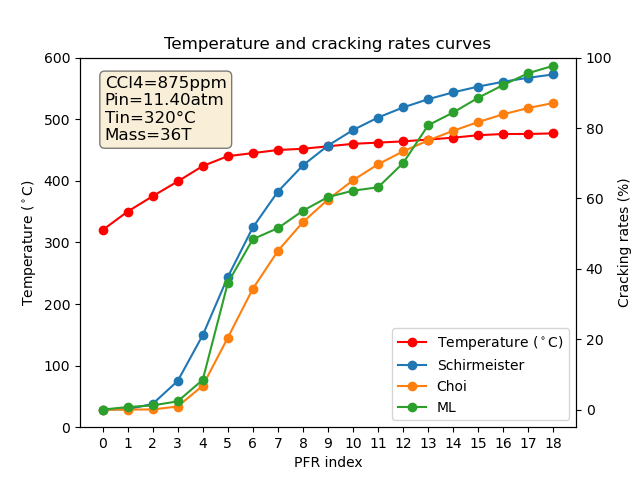 Temperature and cracking rates curves
CCl4=875ppm
Pin=11.40atm
Tin=320°C
Mass=36T
600
500
400
300
200
100
0
Temperature (°C)
100
80
60
40
20
0
Cracking rates (%)
Temperature (°C)
Schirmeister
Choi
ML
0 1 2 3 4 5 6 7 8 9 10 11 12 13 14 15 16 17 18
PFR index